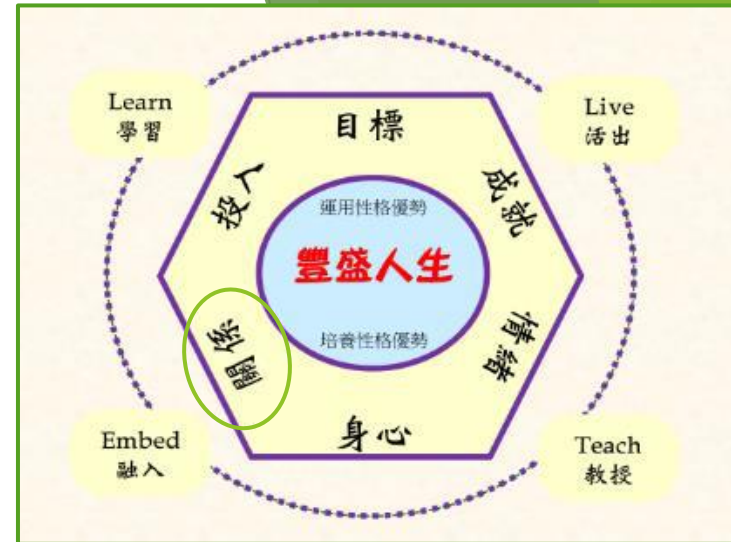 Learn
學習
Live
活出
目標
投入
成就
運用性格優勢
豐盛人生
培養性格優勢
關係
情緒
身心
Embed
融入
Teach
教授